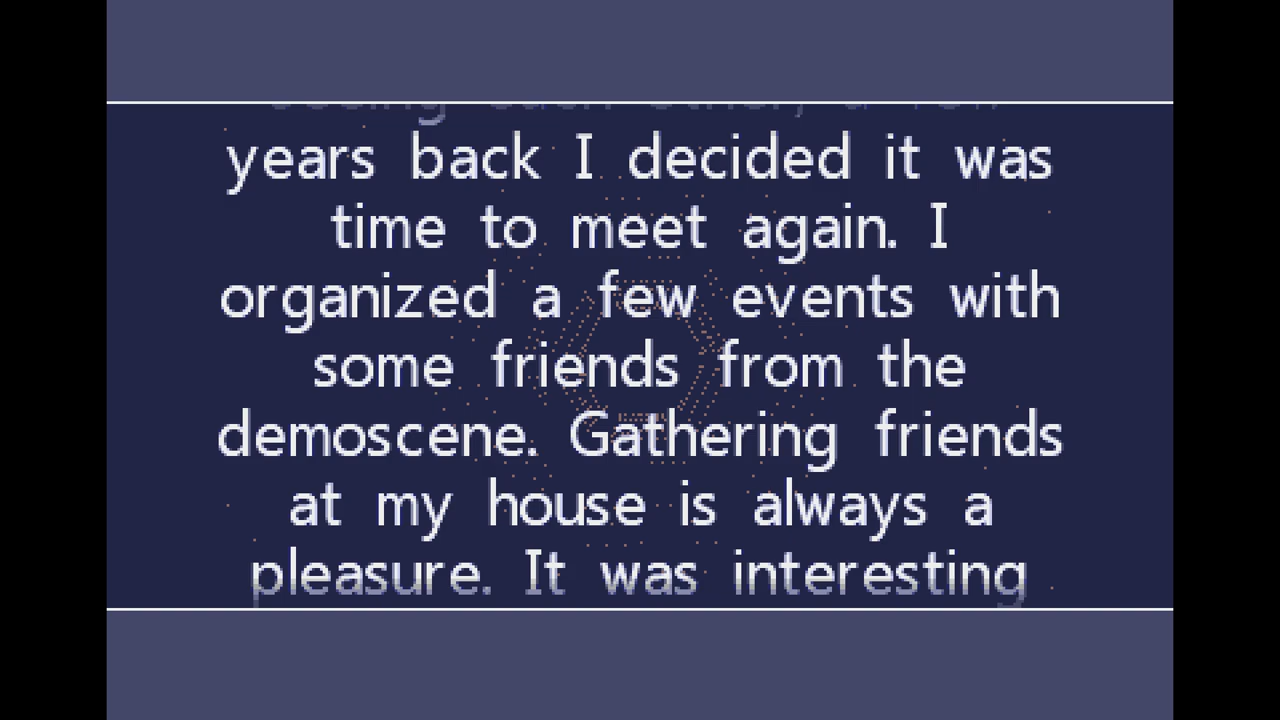 years back I decided it was
time to meet again. I
organized a few events with
some friends from the
demoscene. Gathering friends
at my house is always a
pleasure. It was interesting